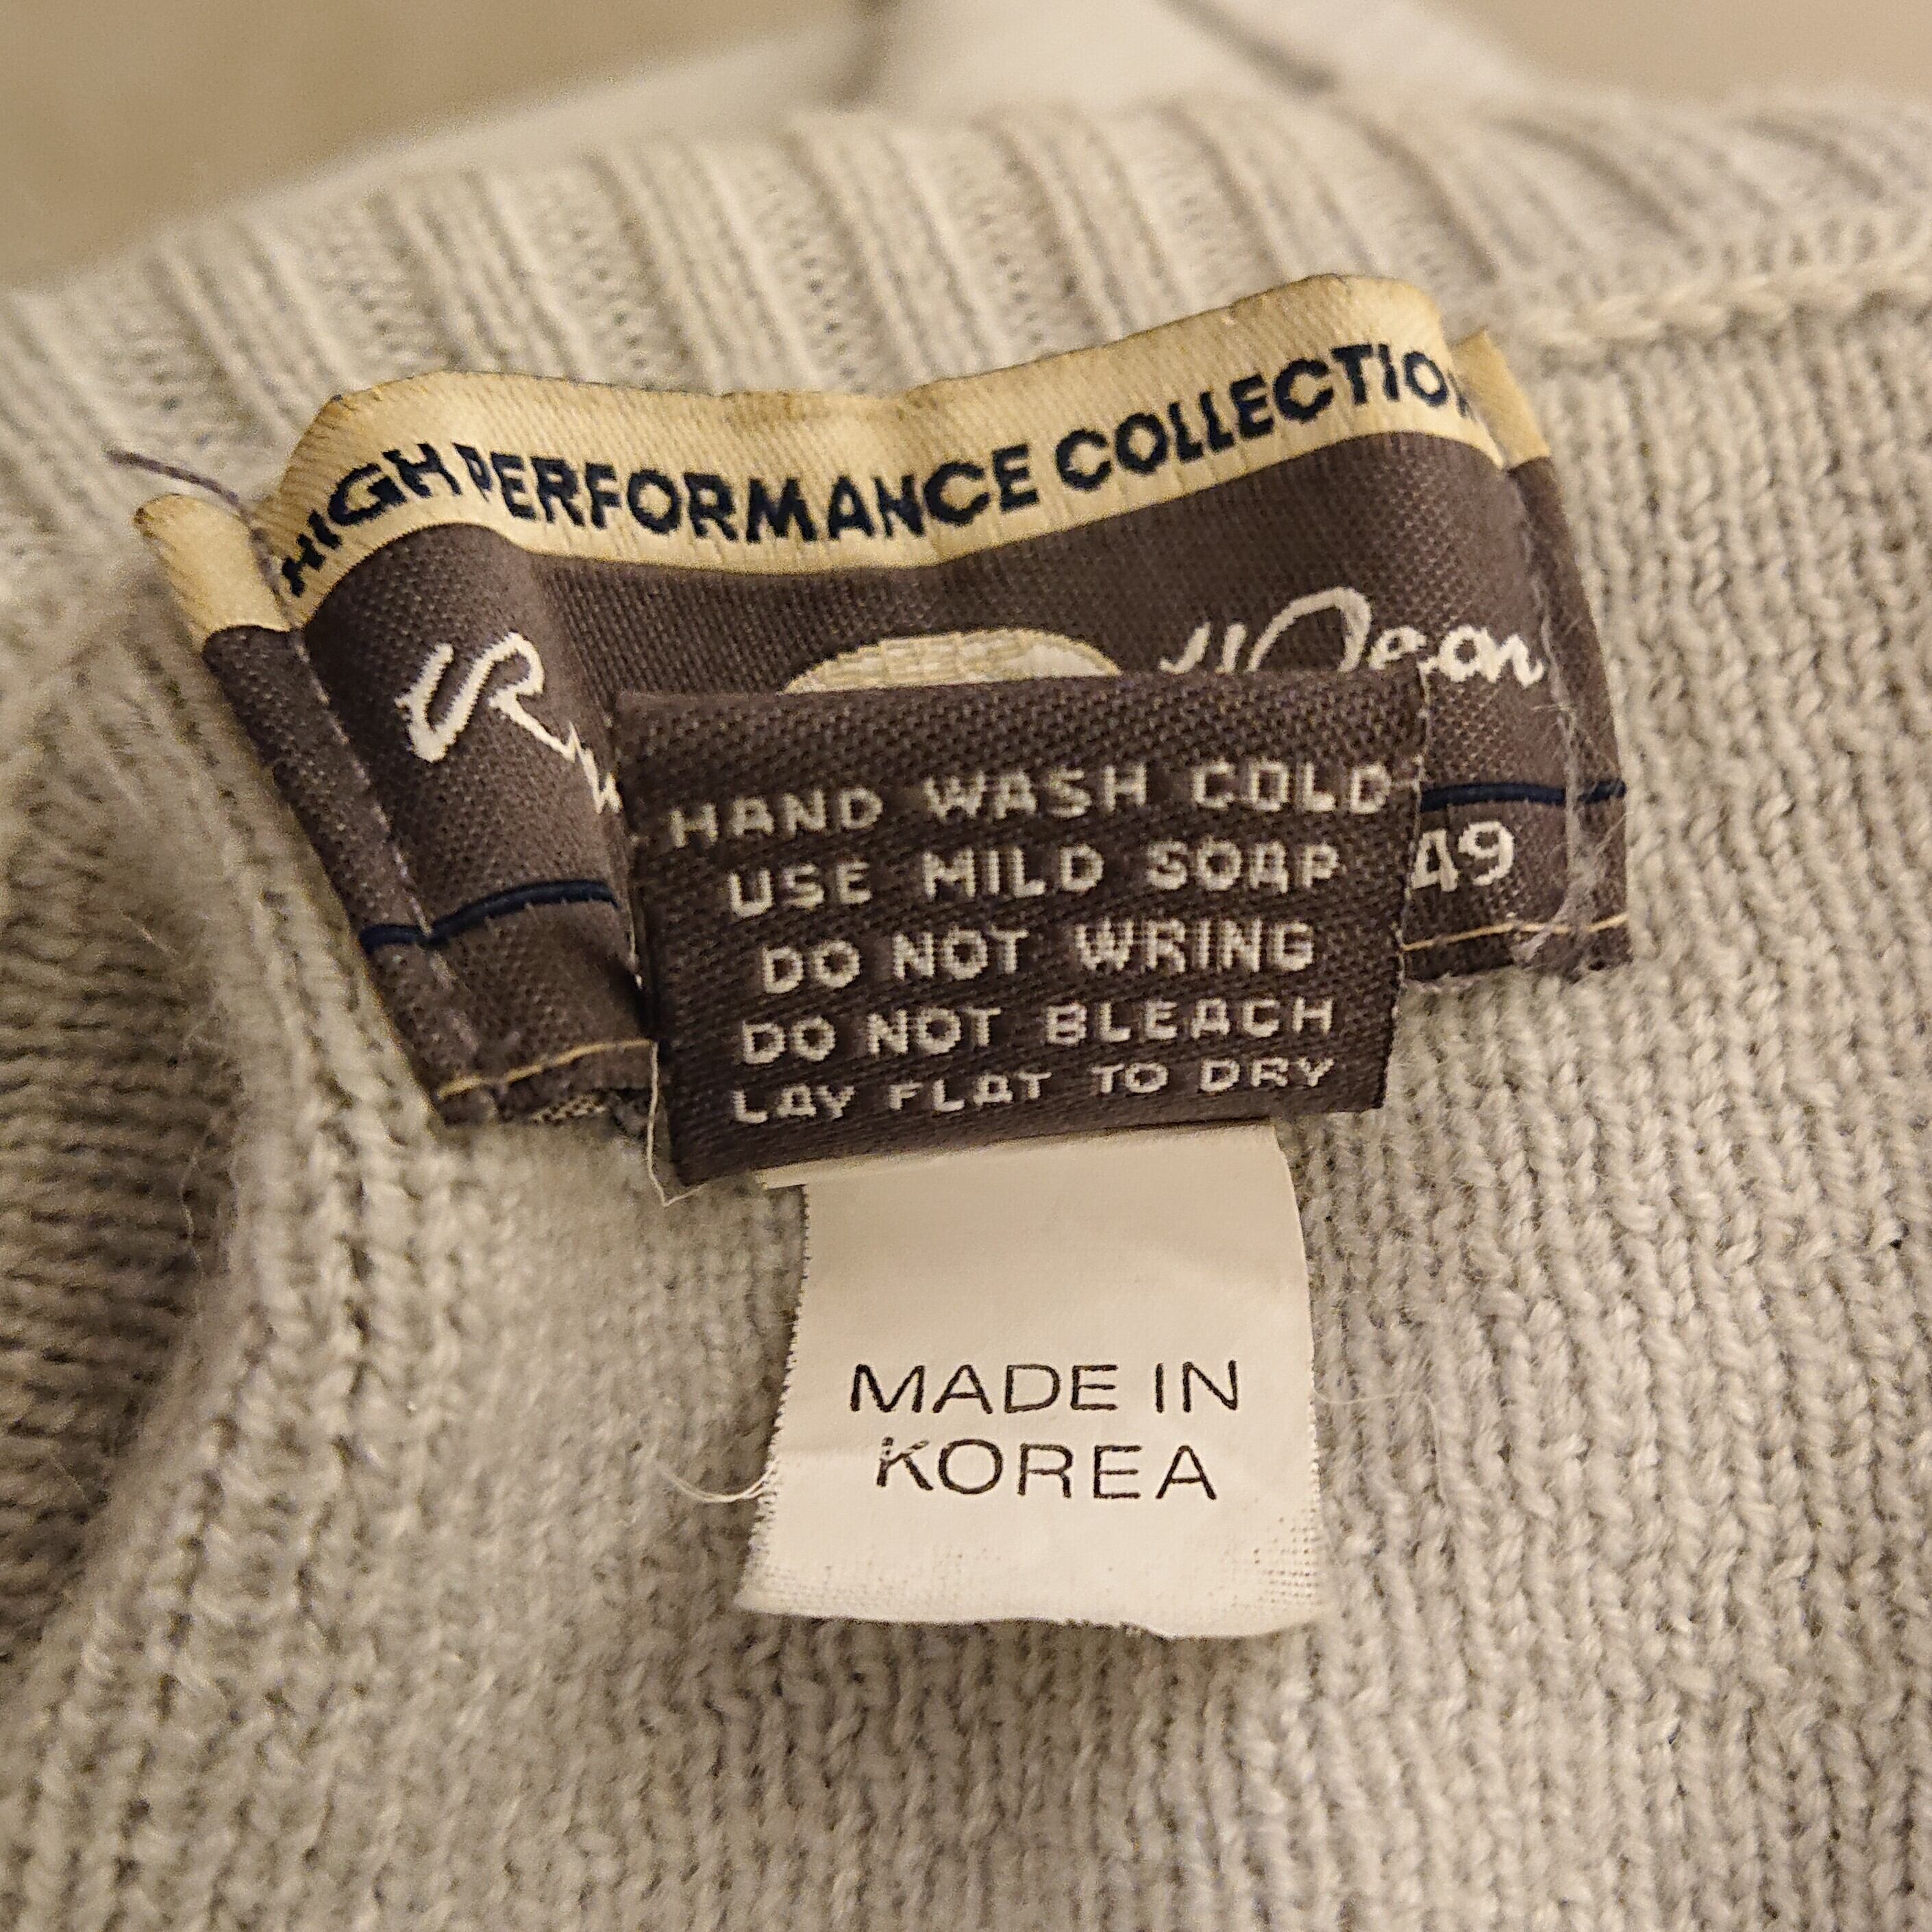 HIGH PERFORMANCE COLLECTION
49
HAND WASH COLD
USE MILD SOAP
DO NOT WRING
DO NOT BLEACH
LAY FLAT TO DRY
MADE IN
KOREA